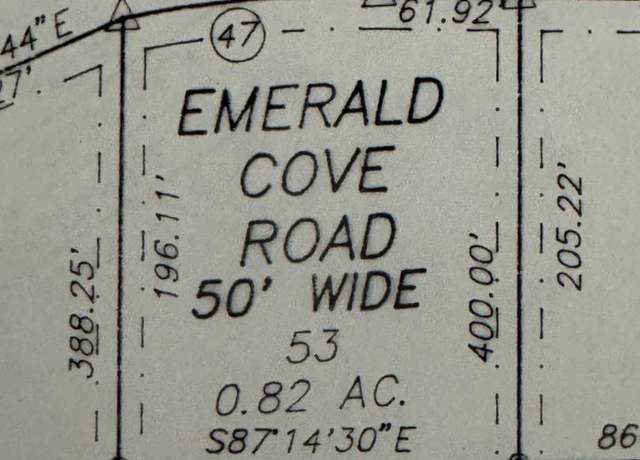 44"E
61.92'
47
27'
EMERALD
COVE
ROAD
50' WIDE
196.11'
388.25'
400.00'
205.22'
53
0.82 AC.
S87°14'30"E
86